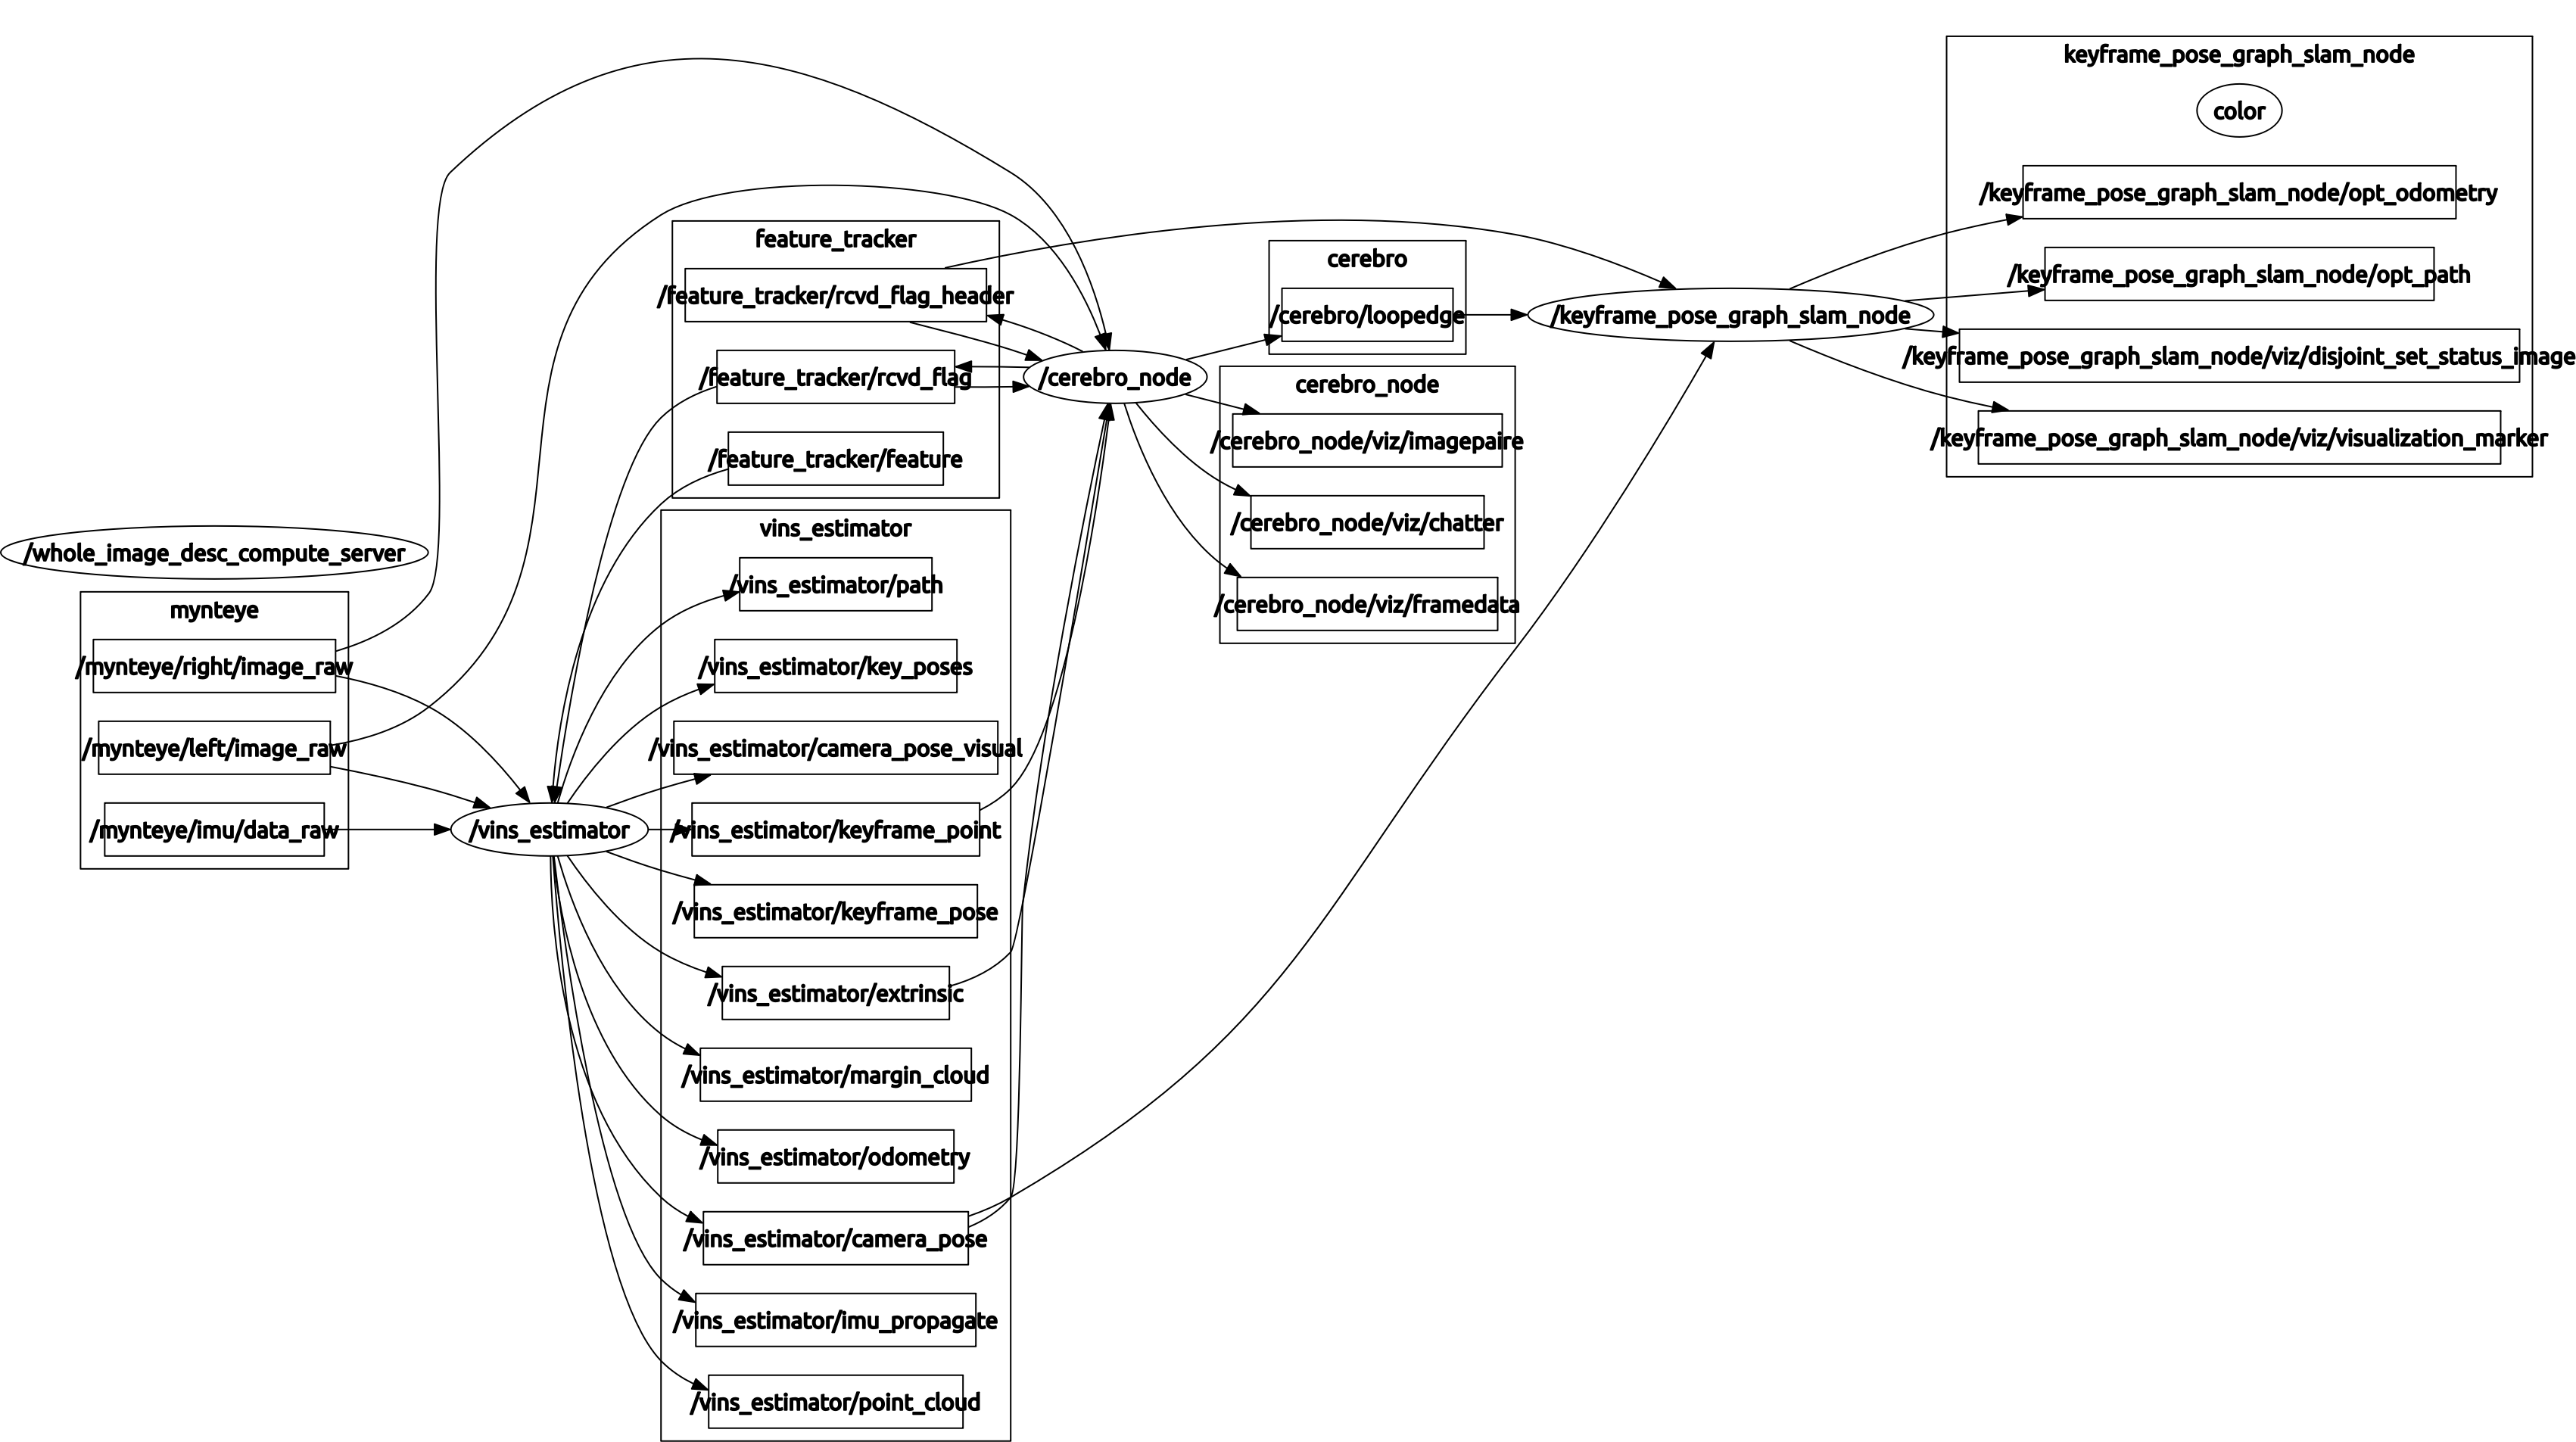 /whole_image_desc_compute_server
mynteye
/mynteye/right/image_raw
/mynteye/left/image_raw
/mynteye/imu/data_raw
/vins_estimator
feature_tracker
/feature_tracker/rcvd_flag_header
/feature_tracker/rcvd_flag
/feature_tracker/feature
vins_estimator
/vins_estimator/path
/vins_estimator/key_poses
/vins_estimator/camera_pose_visual
/vins_estimator/keyframe_point
/vins_estimator/keyframe_pose
/vins_estimator/extrinsic
/vins_estimator/margin_cloud
/vins_estimator/odometry
/vins_estimator/camera_pose
/vins_estimator/imu_propagate
/vins_estimator/point_cloud
/cerebro_node
cerebro
/cerebro/loopedge
cerebro_node
/cerebro_node/viz/imagepaire
/cerebro_node/viz/chatter
/cerebro_node/viz/framedata
/keyframe_pose_graph_slam_node
keyframe_pose_graph_slam_node
color
/keyframe_pose_graph_slam_node/opt_odometry
/keyframe_pose_graph_slam_node/opt_path
/keyframe_pose_graph_slam_node/viz/disjoint_set_status_image
/keyframe_pose_graph_slam_node/viz/visualization_marker